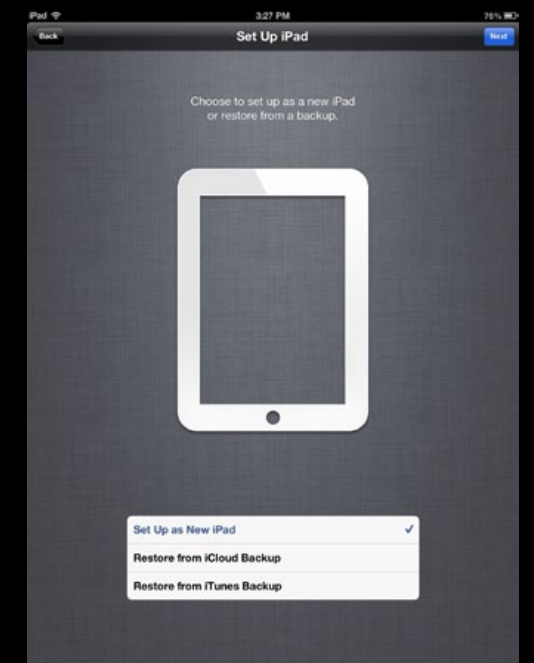 iPad
3:27 PM
76%
Back
Set Up iPad
Next
Choose to set up as a new iPad
or restore from a backup.
Set Up as New iPad
Restore from iCloud Backup
Restore from iTunes Backup